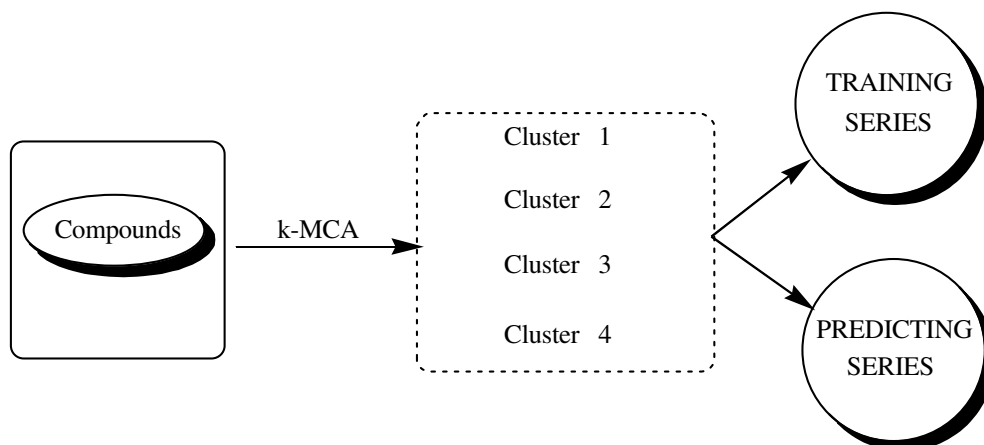 Compounds
k-MCA
Cluster 1
Cluster 2
Cluster 3
Cluster 4
TRAINING
SERIES
PREDICTING
SERIES